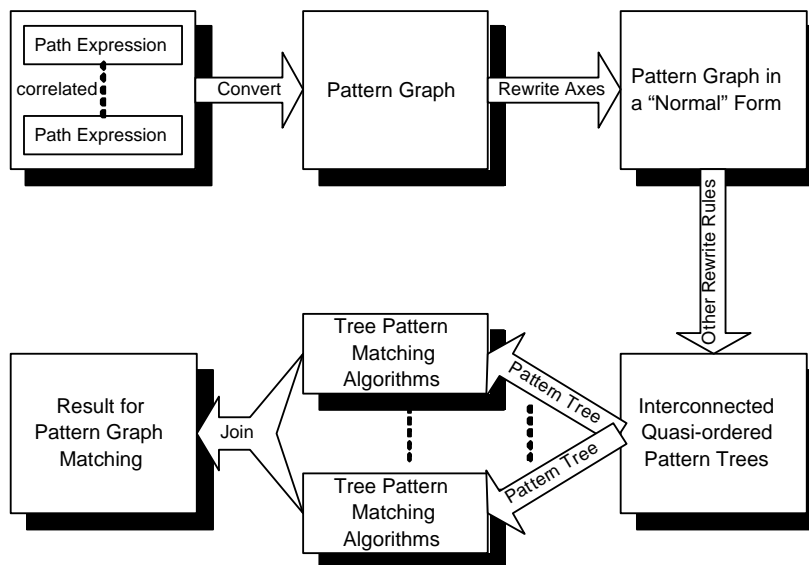 Path Expression
correlated
Path Expression
Convert
Pattern Graph
Rewrite Axes
Pattern Graph in
a “Normal” Form
Other Rewrite Rules
Interconnected
Quasi-ordered
Pattern Trees
Pattern Tree
Pattern Tree
Tree Pattern
Matching
Algorithms
Tree Pattern
Matching
Algorithms
Join
Result for
Pattern Graph
Matching